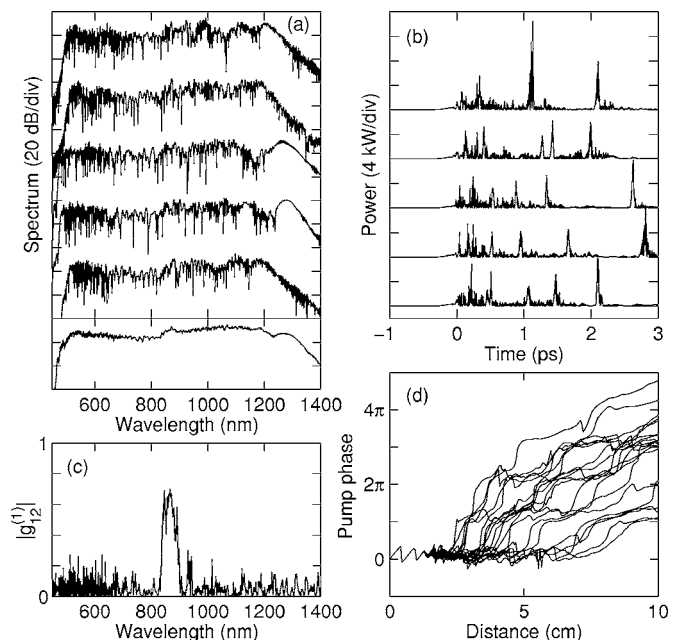 (a)
Spectrum (20 dB/div)
600 800 1000 1200 1400
Wavelength (nm)
(b)
Power (4 kW/div)
−1 0 1 2 3
Time (ps)
(c)
|g₁₂⁽¹⁾|
1
0
600 800 1000 1200 1400
Wavelength (nm)
(d)
Pump phase
4π
2π
0
0 5 10
Distance (cm)